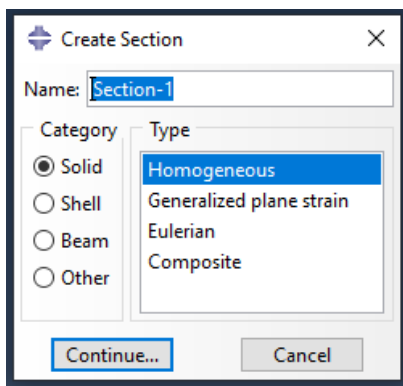 Create Section
Name: Section-1
Category Type
Solid Homogeneous
Shell Generalized plane strain
Beam Eulerian
Other Composite
Continue... Cancel